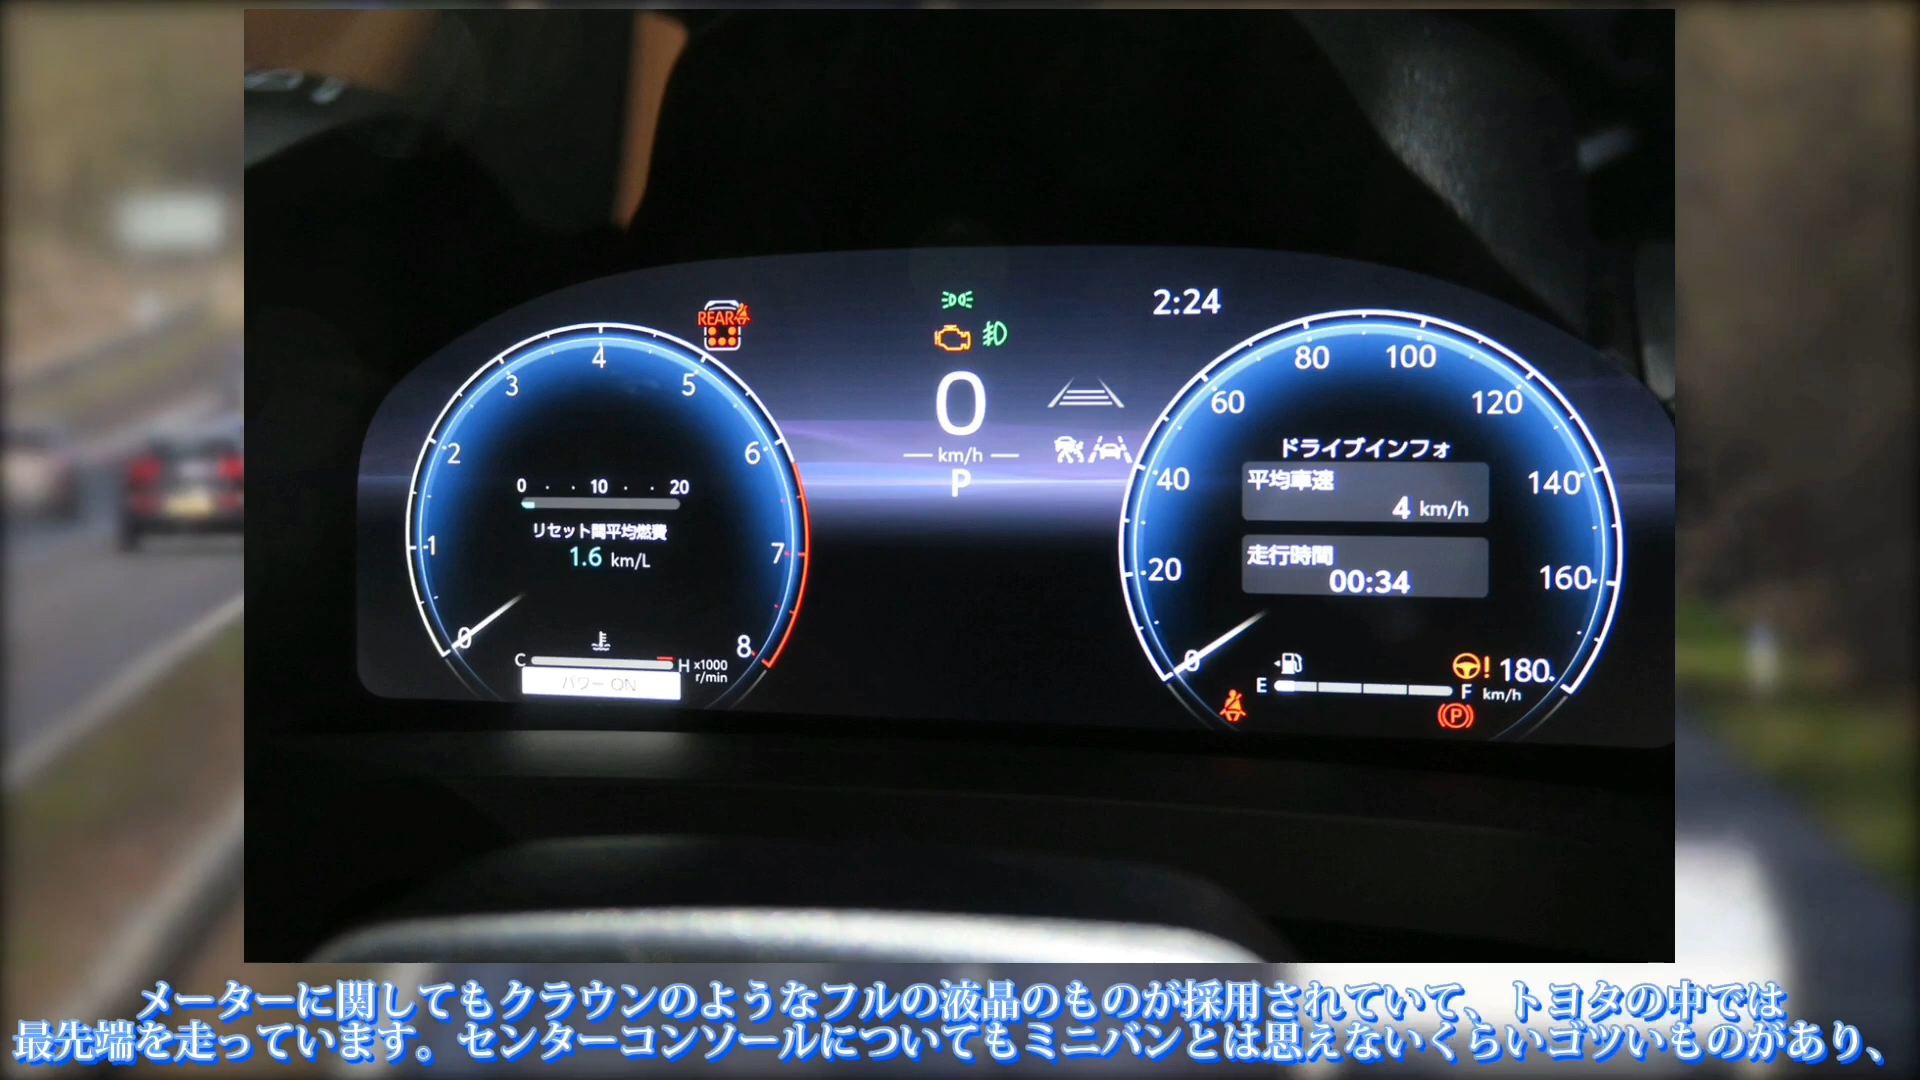 2:24
REAR
4
3
5
2
6
1
7
0
8
x1000
r/min
0 10 20
リセット間平均燃費
1.6 km/L
C H
パワー ON
0
km/h
P
80 100
60 120
40 140
20 160
0 180
km/h
ドライブインフォ
平均車速
4 km/h
走行時間
00:34
E F
!
P
メーターに関してもクラウンのようなフルの液晶のものが採用されていて、トヨタの中では
最先端を走っています。センターコンソールについてもミニバンとは思えないくらいゴツいものがあり、